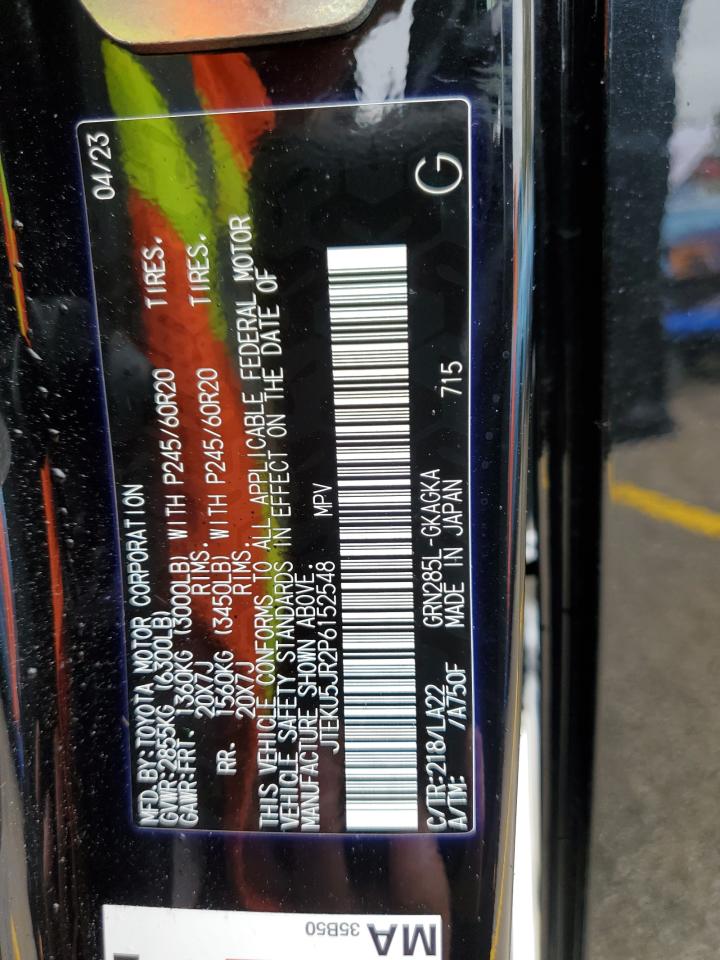 MFD. BY: TOYOTA MOTOR CORPORATION 04/23
GVWR: 2855KG (6300LB)
GAWR: FRT. 1360KG (3000LB) WITH P245/60R20 TIRES.
20X7J RIMS.
RR. 1560KG (3450LB) WITH P245/60R20 TIRES.
20X7J RIMS.
THIS VEHICLE CONFORMS TO ALL APPLICABLE FEDERAL MOTOR
VEHICLE SAFETY STANDARDS IN EFFECT ON THE DATE OF
MANUFACTURE SHOWN ABOVE.
JTEKU5JR2P6152548 MPV
C/TR: 218/LA22 GRN285L-GKAGKA
A/TM: /A750F MADE IN JAPAN 715
G
MA
35B50